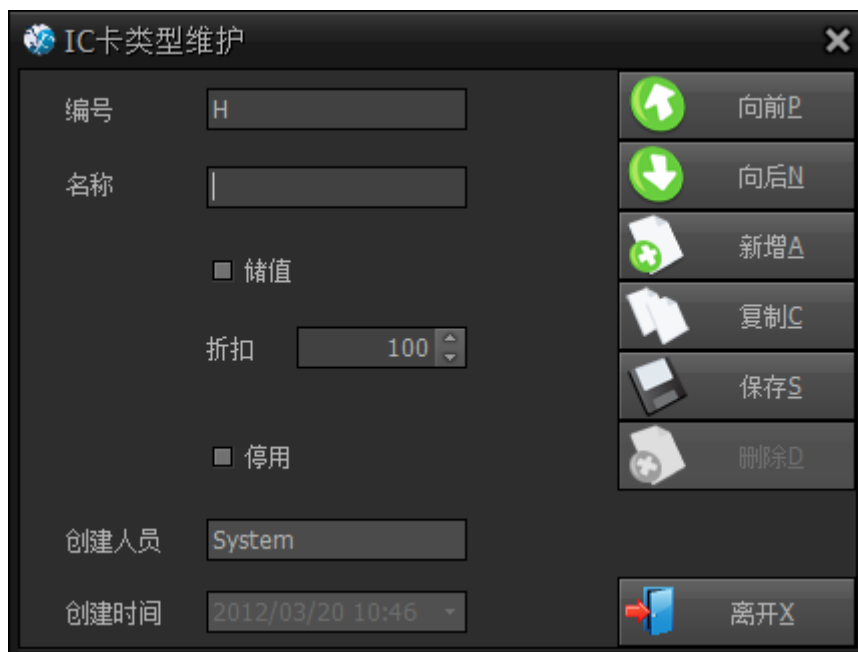 IC卡类型维护
编号 H 向前P
名称 向后N
新增A
储值
复制C
折扣 100
保存S
停用 删除D
创建人员 System
创建时间 2012/03/20 10:46 离开X